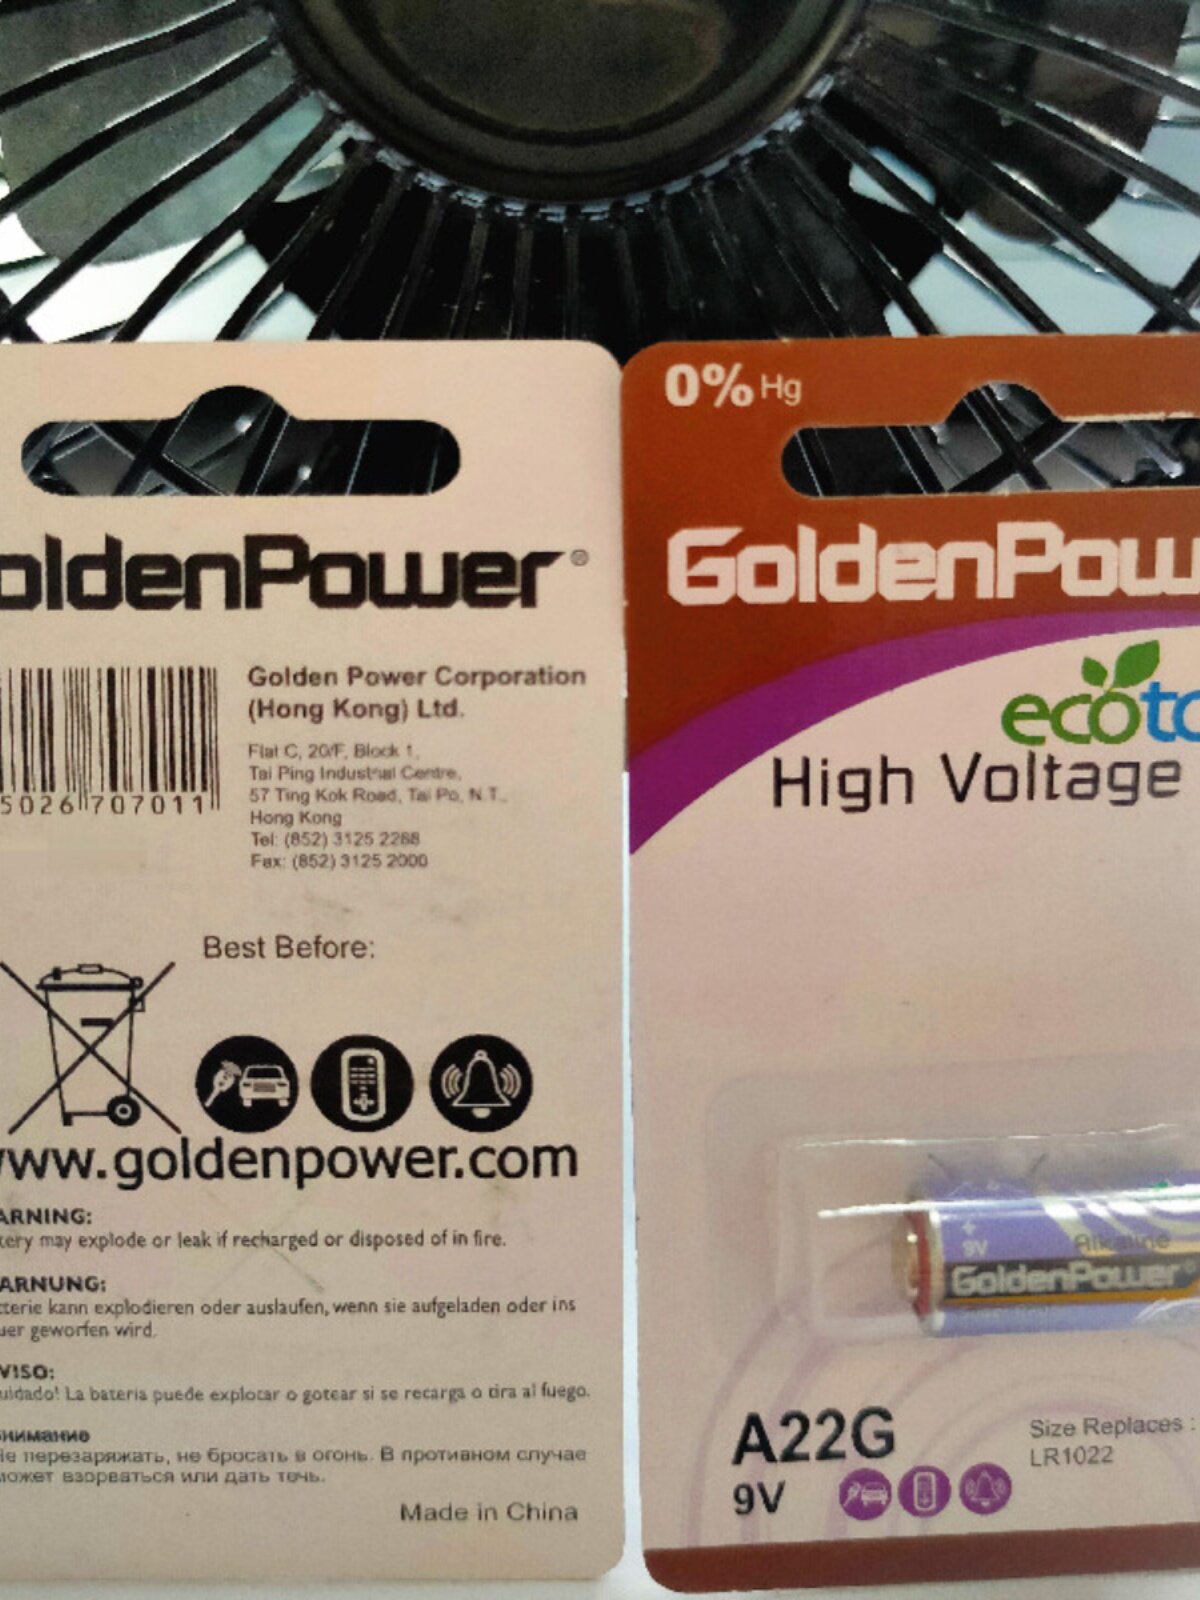 oldenPower®
Golden Power Corporation
(Hong Kong) Ltd.
Flat C, 20/F, Block 1,
Tai Ping Industrial Centre,
57 Ting Kok Road, Tai Po, N.T.,
Hong Kong
Tel: (852) 3125 2288
Fax: (852) 3125 2000
5026 707011
Best Before:
www.goldenpower.com
ARNING:
tery may explode or leak if recharged or disposed of in fire.
ARNUNG:
tterie kann explodieren oder auslaufen, wenn sie aufgeladen oder ins
uer geworfen wird.
VISO:
uidado! La bateria puede explotar o gotear si se recarga o tira al fuego.
нимание
Не перезаряжать, не бросать в огонь. В противном случае
может взорваться или дать течь.
Made in China
0% Hg
GoldenPow
ecoto
High Voltage
+
9V
Alkaline
GoldenPower®
A22G
9V
Size Replaces :
LR1022